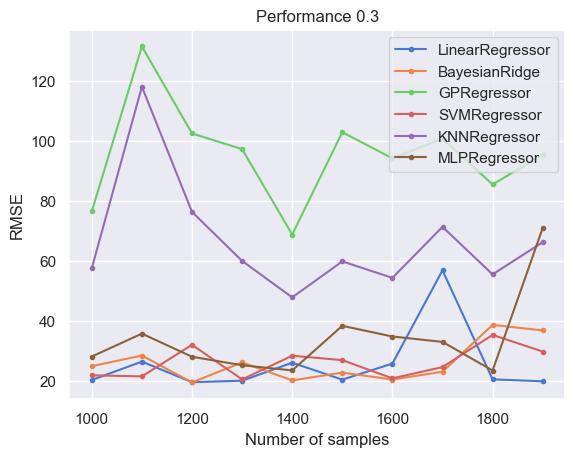 Performance 0.3
LinearRegressor
BayesianRidge
GPRegressor
SVMRegressor
KNNRegressor
MLPRegressor
RMSE
120
100
80
60
40
20
1000
1200
1400
1600
1800
Number of samples